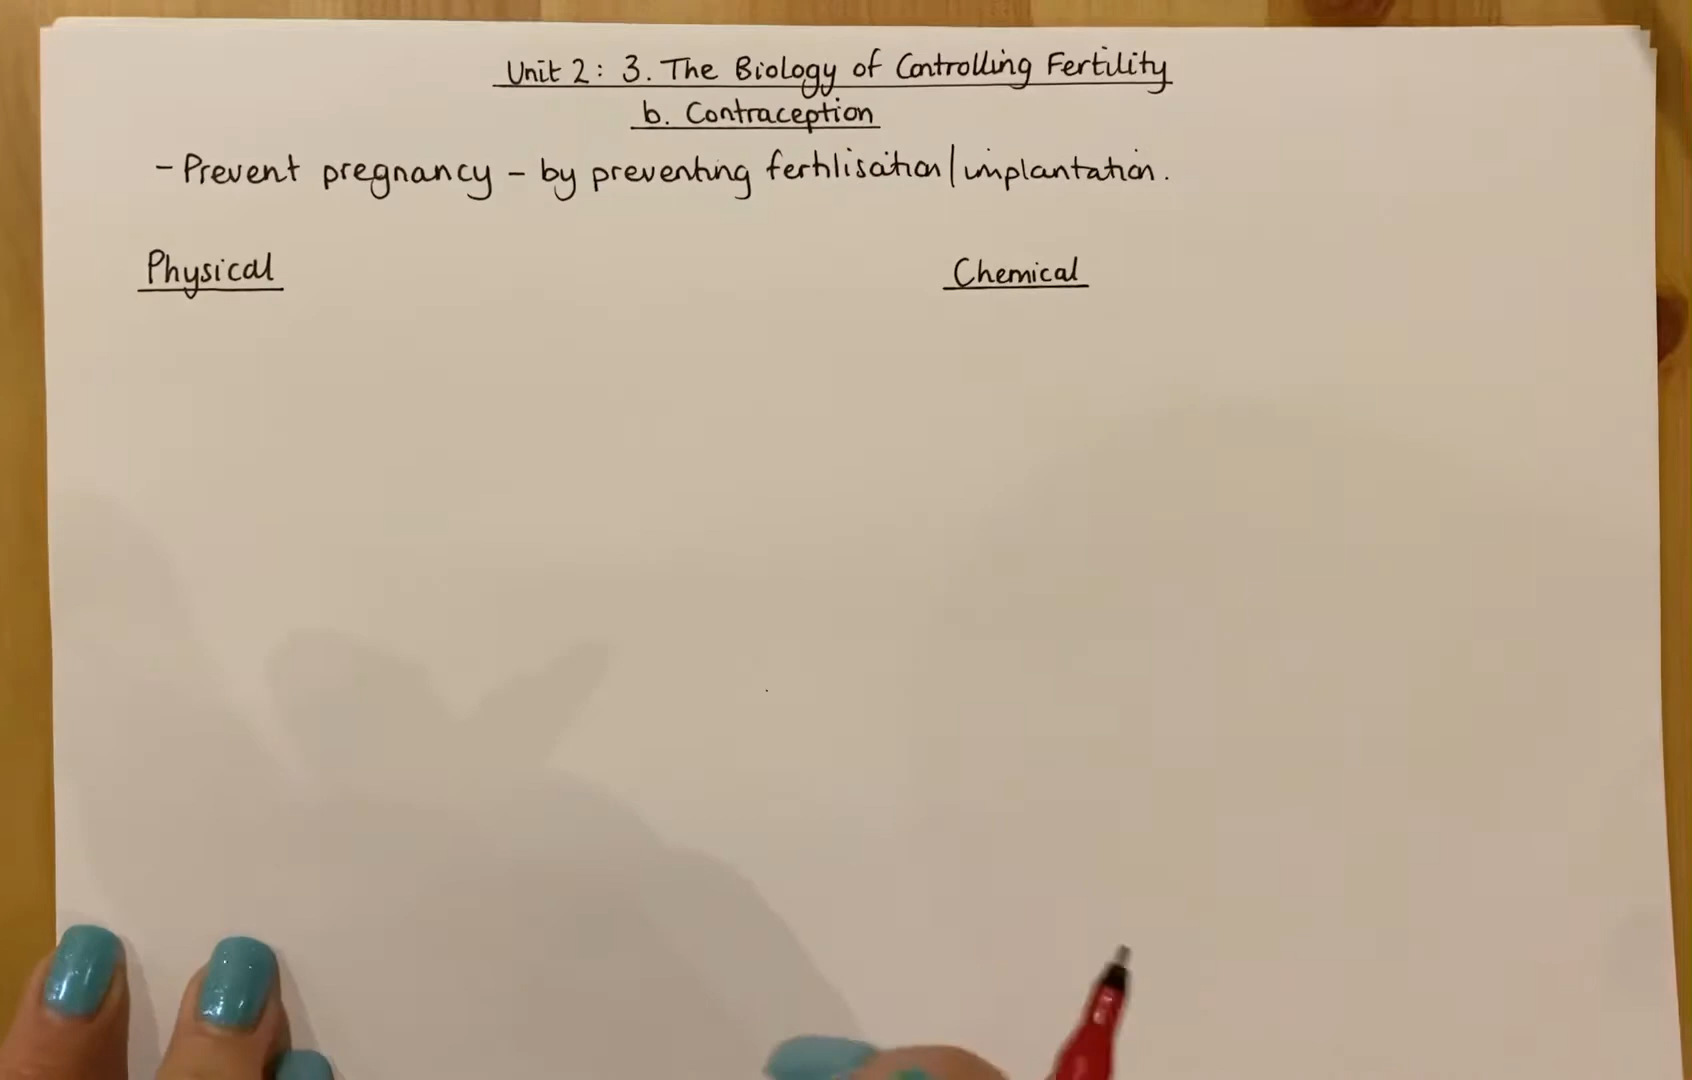 Unit 2: 3. The Biology of Controlling Fertility
b. Contraception
- Prevent pregnancy - by preventing fertilisation/implantation.
Physical
Chemical